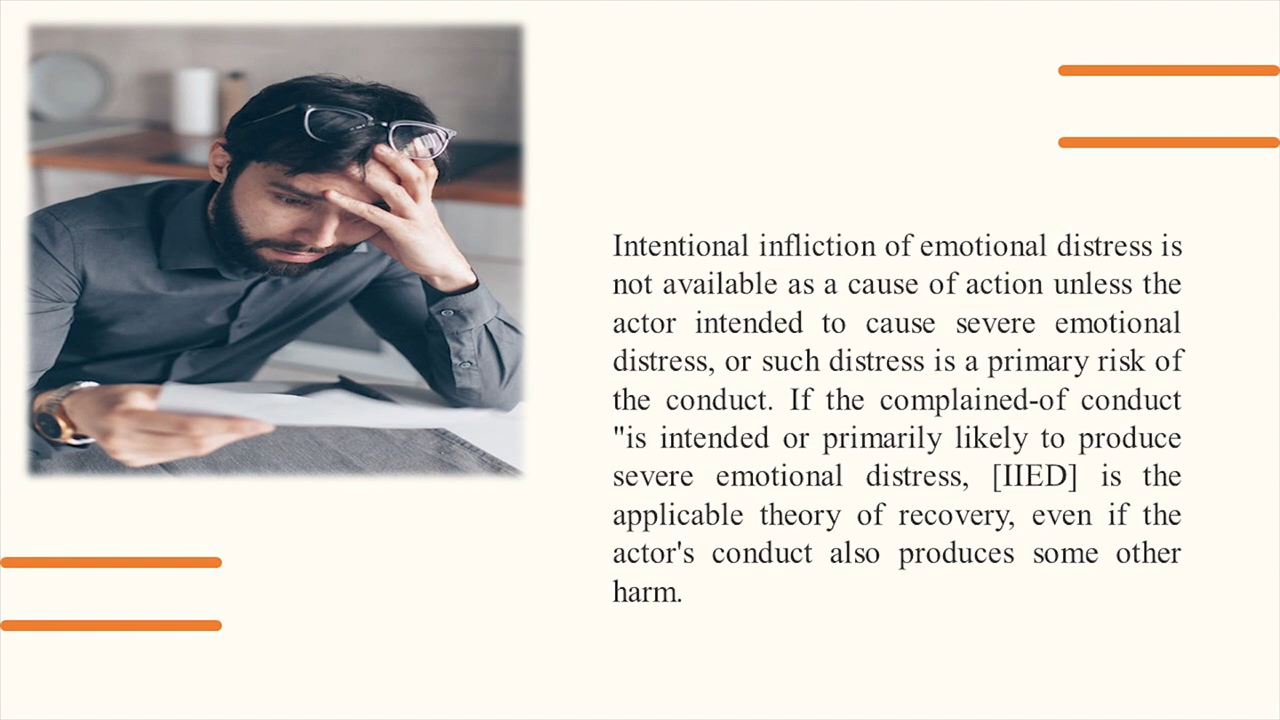 Intentional infliction of emotional distress is
not available as a cause of action unless the
actor intended to cause severe emotional
distress, or such distress is a primary risk of
the conduct. If the complained-of conduct
"is intended or primarily likely to produce
severe emotional distress, [IIED] is the
applicable theory of recovery, even if the
actor's conduct also produces some other
harm.